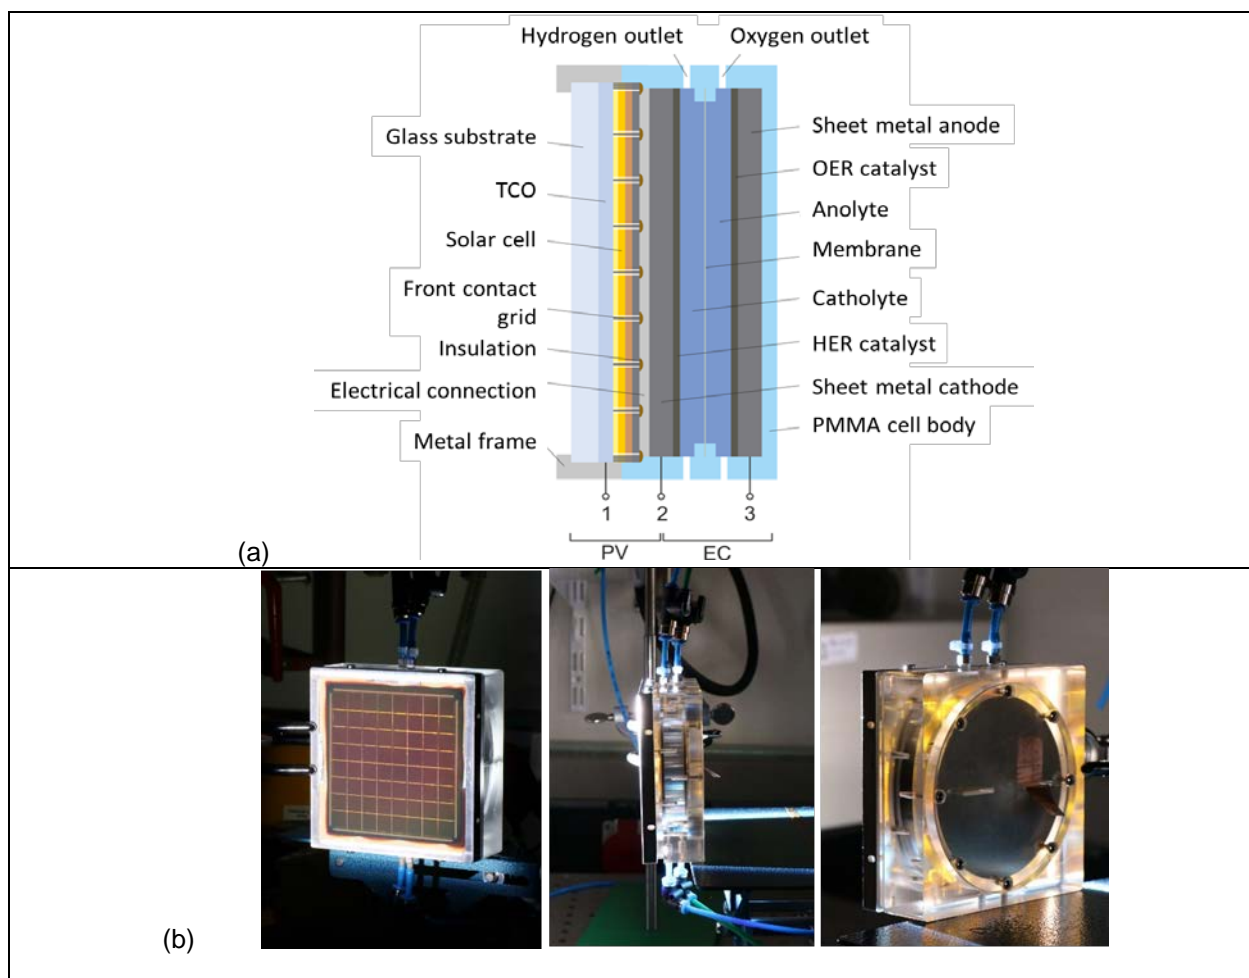 Hydrogen outlet
Oxygen outlet
Glass substrate
TCO
Solar cell
Front contact
grid
Insulation
Electrical connection
Metal frame
Sheet metal anode
OER catalyst
Anolyte
Membrane
Catholyte
HER catalyst
Sheet metal cathode
PMMA cell body
1
2
3
PV
EC
(a)
(b)